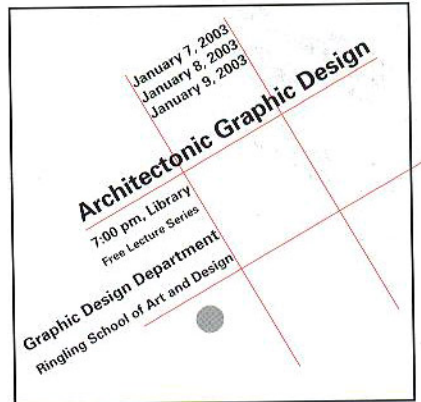 January 7, 2003
January 8, 2003
January 9, 2003
Architectonic Graphic Design
7:00 pm, Library
Free Lecture Series
Graphic Design Department
Ringling School of Art and Design